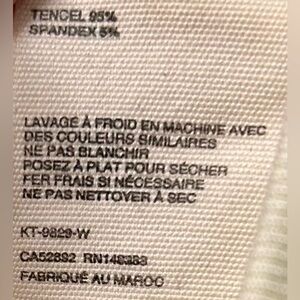 TENCEL 95%
SPANDEX 5%
LAVAGE À FROID EN MACHINE AVEC
DES COULEURS SIMILAIRES
NE PAS BLANCHIR
POSEZ À PLAT POUR SÉCHER
FER FRAIS SI NÉCESSAIRE
NE PAS NETTOYER À SEC
KT-9829-W
CA52892 RN148388
FABRIQUÉ AU MAROC